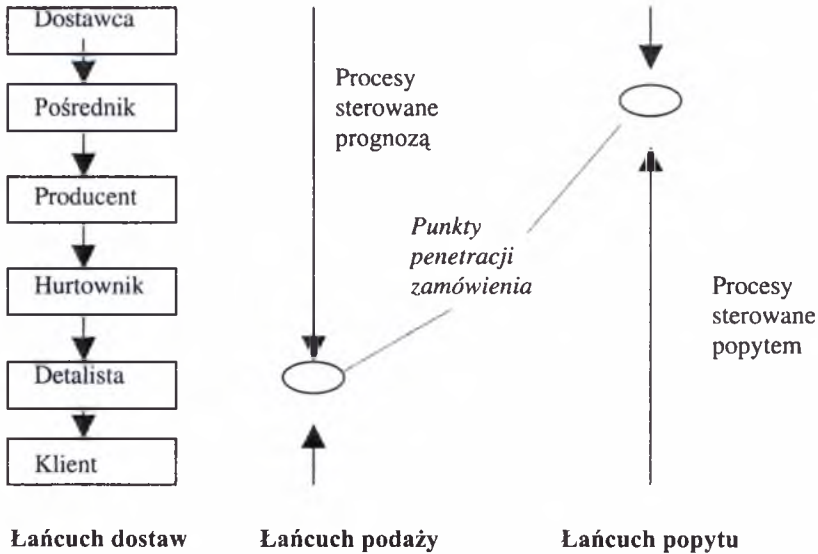 Dostawca
Pośrednik
Producent
Hurtownik
Detalista
Klient
Procesy
sterowane
prognozą
Punkty
penetracji
zamówienia
Procesy
sterowane
popytem
Łańcuch dostaw
Łańcuch podaży
Łańcuch popytu